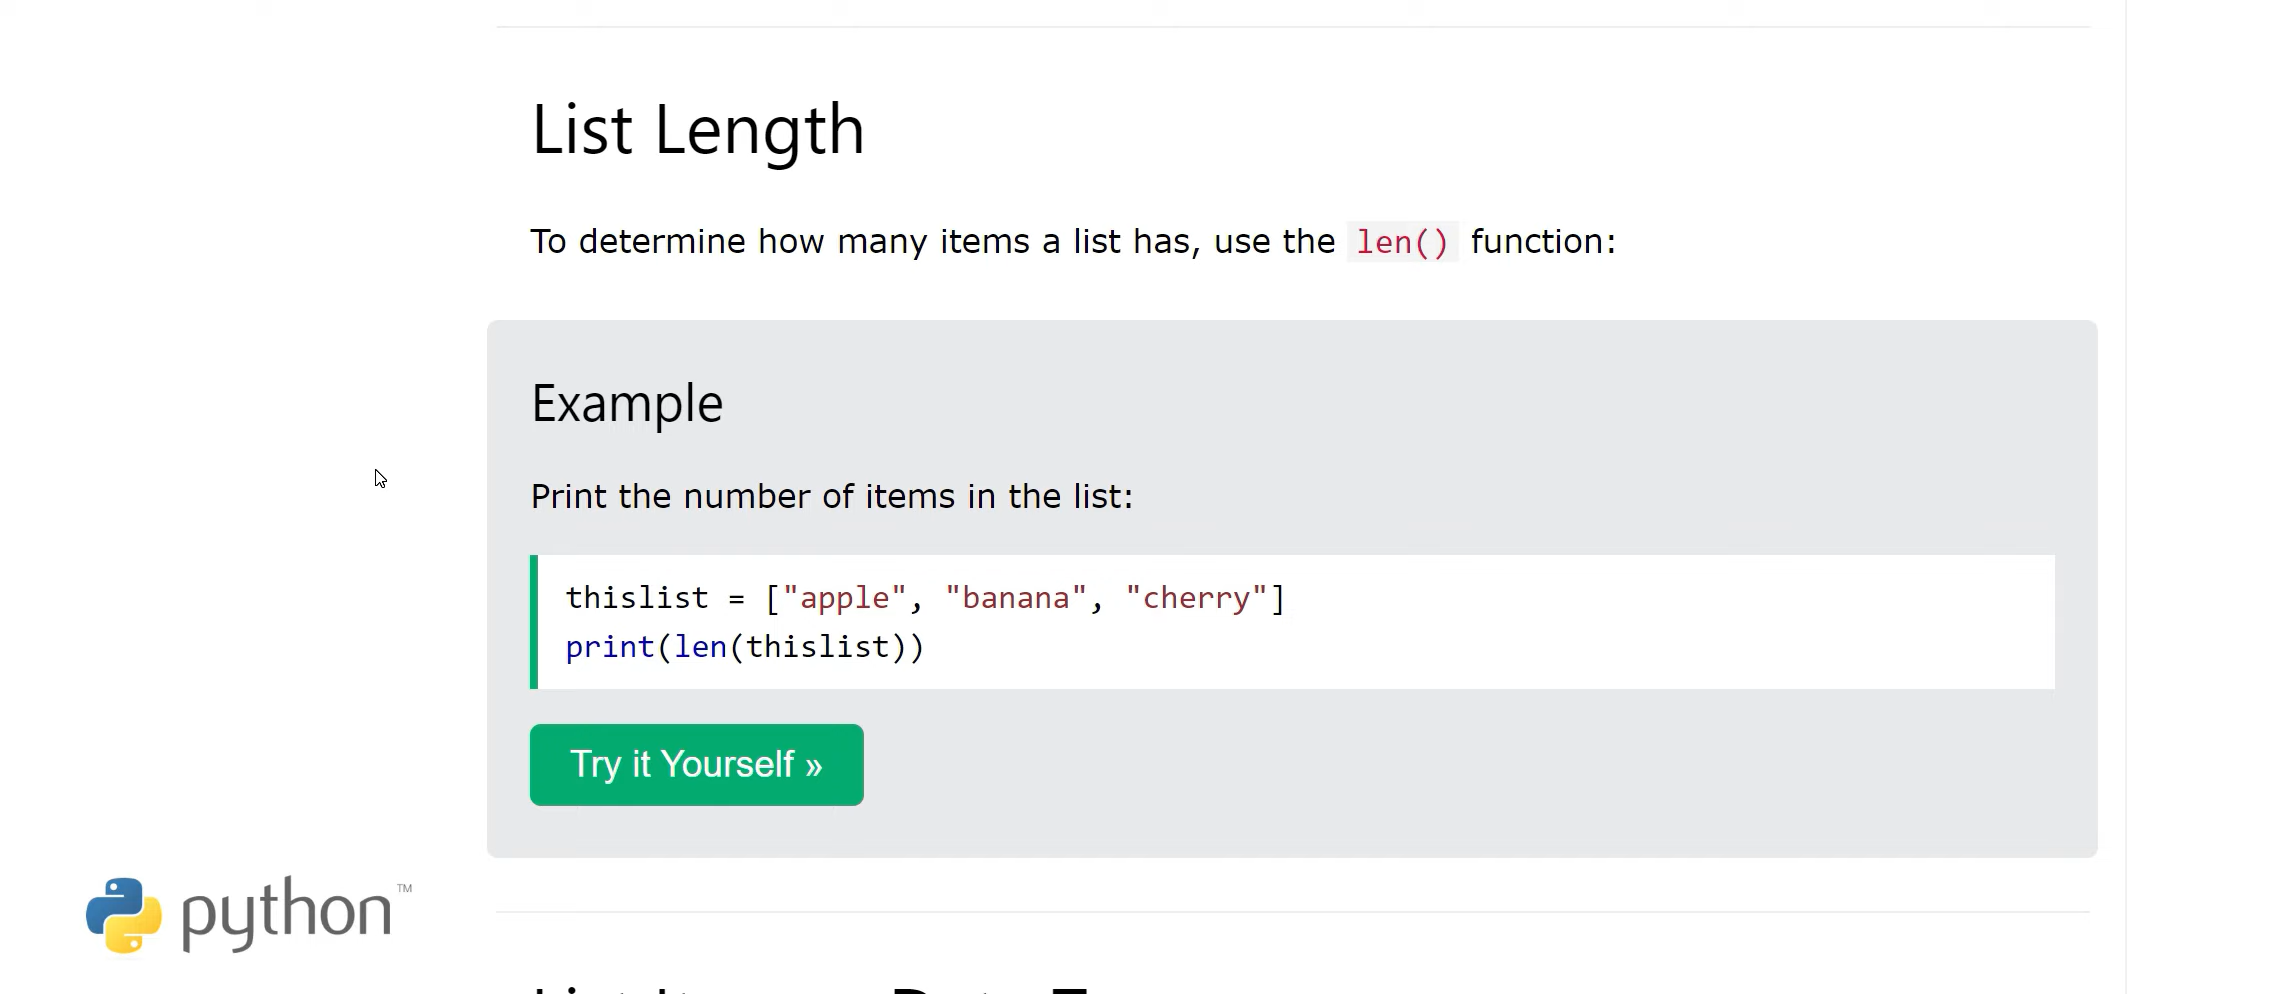 List Length
To determine how many items a list has, use the len() function:
Example
Print the number of items in the list:
thislist = ["apple", "banana", "cherry"]
print(len(thislist))
Try it Yourself »
python™